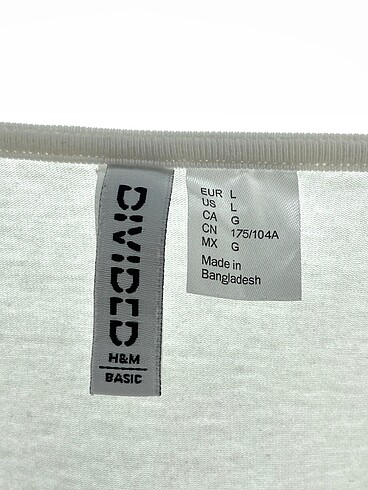 DIVIDED
H&M
BASIC
EUR L
US L
CA G
CN 175/104A
MX G
Made in
Bangladesh